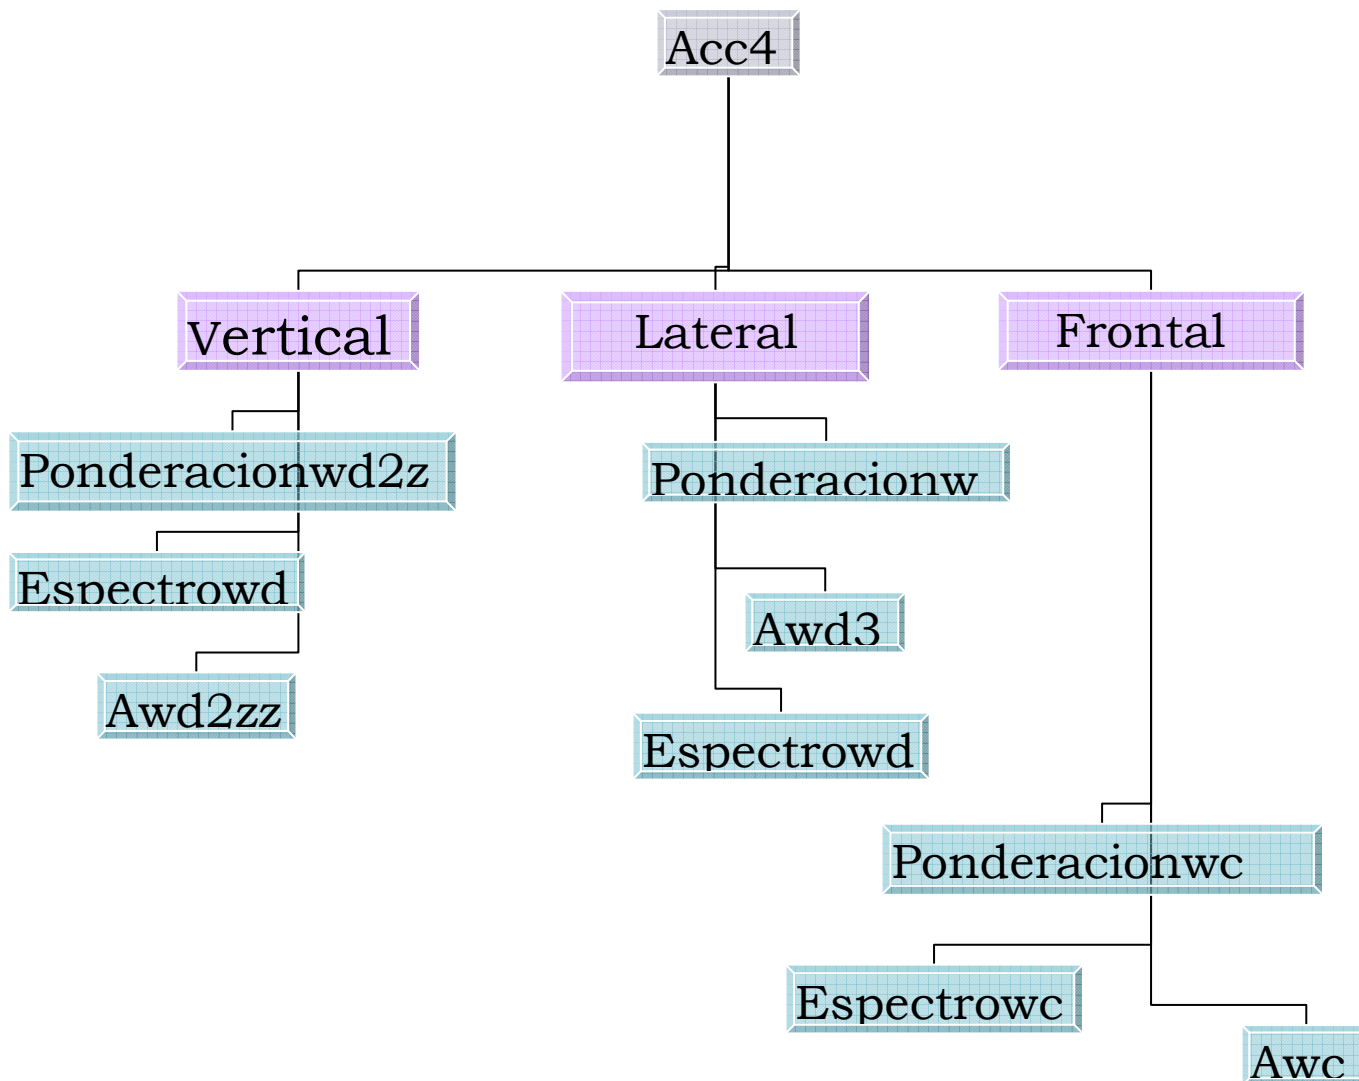 Acc4
Vertical
Lateral
Frontal
Ponderacionwd2z
Espectrowd
Awd2zz
Ponderacionw
Awd3
Espectrowd
Ponderacionwc
Espectrowc
Awc